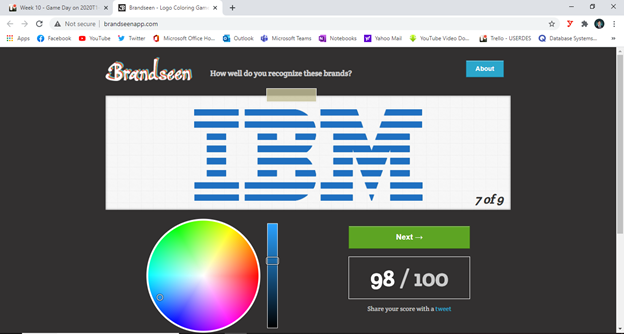 Week 10 - Game Day on 2020T1
Brandseen - Logo Coloring Gam
Not secure | brandseenapp.com
Apps
Facebook
YouTube
Twitter
Microsoft Office Ho...
Outlook
Microsoft Teams
Notebooks
Yahoo Mail
YouTube Video Do...
Trello - USERDES
Database Systems...
»
Brandseen
How well do you recognize these brands?
About
IBM
7 of 9
Next →
98 / 100
Share your score with a tweet